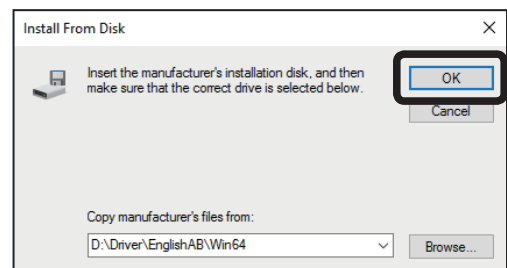 Install From Disk
Insert the manufacturer's installation disk, and then
make sure that the correct drive is selected below.
OK
Cancel
Copy manufacturer's files from:
D:\Driver\EnglishAB\Win64
Browse...